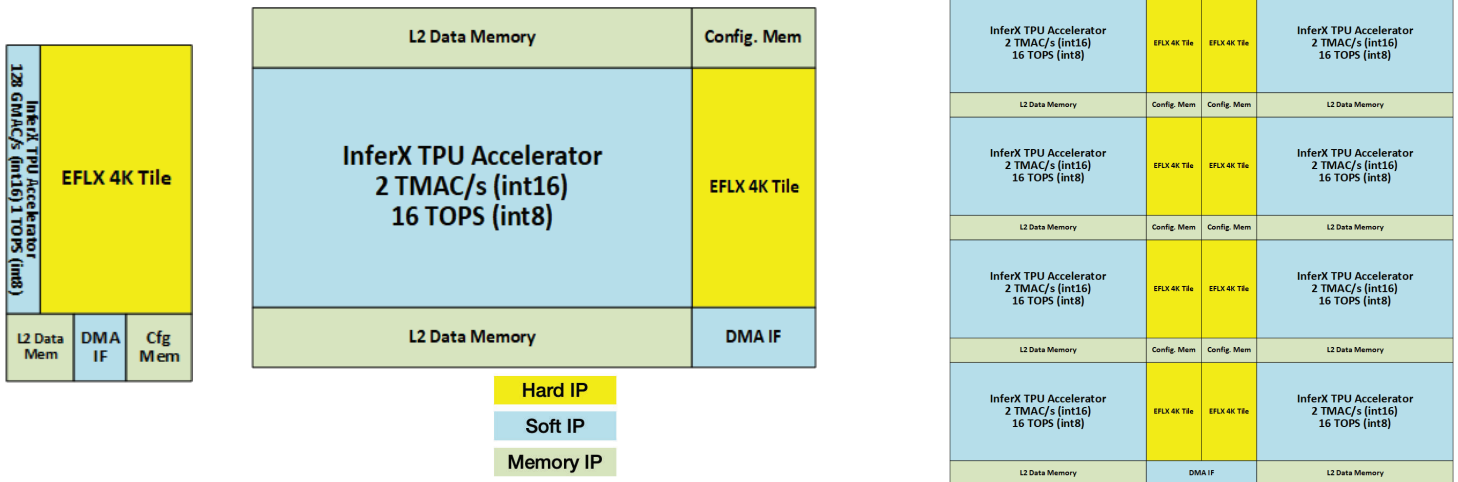 InferX TPU Accelerator
128 GMAC/s (int16) 1 TOPS (int8 )
EFLX 4K Tile
L2 Data
Mem
DMA
IF
Cfg
Mem
L2 Data Memory
Config. Mem
InferX TPU Accelerator
2 TMAC/s (int16)
16 TOPS (int8)
EFLX 4K Tile
L2 Data Memory
DMA IF
Hard IP
Soft IP
Memory IP
InferX TPU Accelerator
2 TMAC/s (int16)
16 TOPS (int8)
EFLX 4K Tile
EFLX 4K Tile
InferX TPU Accelerator
2 TMAC/s (int16)
16 TOPS (int8)
L2 Data Memory
Config. Mem
Config. Mem
L2 Data Memory
InferX TPU Accelerator
2 TMAC/s (int16)
16 TOPS (int8)
EFLX 4K Tile
EFLX 4K Tile
InferX TPU Accelerator
2 TMAC/s (int16)
16 TOPS (int8)
L2 Data Memory
Config. Mem
Config. Mem
L2 Data Memory
InferX TPU Accelerator
2 TMAC/s (int16)
16 TOPS (int8)
EFLX 4K Tile
EFLX 4K Tile
InferX TPU Accelerator
2 TMAC/s (int16)
16 TOPS (int8)
L2 Data Memory
Config. Mem
Config. Mem
L2 Data Memory
InferX TPU Accelerator
2 TMAC/s (int16)
16 TOPS (int8)
EFLX 4K Tile
EFLX 4K Tile
InferX TPU Accelerator
2 TMAC/s (int16)
16 TOPS (int8)
L2 Data Memory
DMA IF
L2 Data Memory